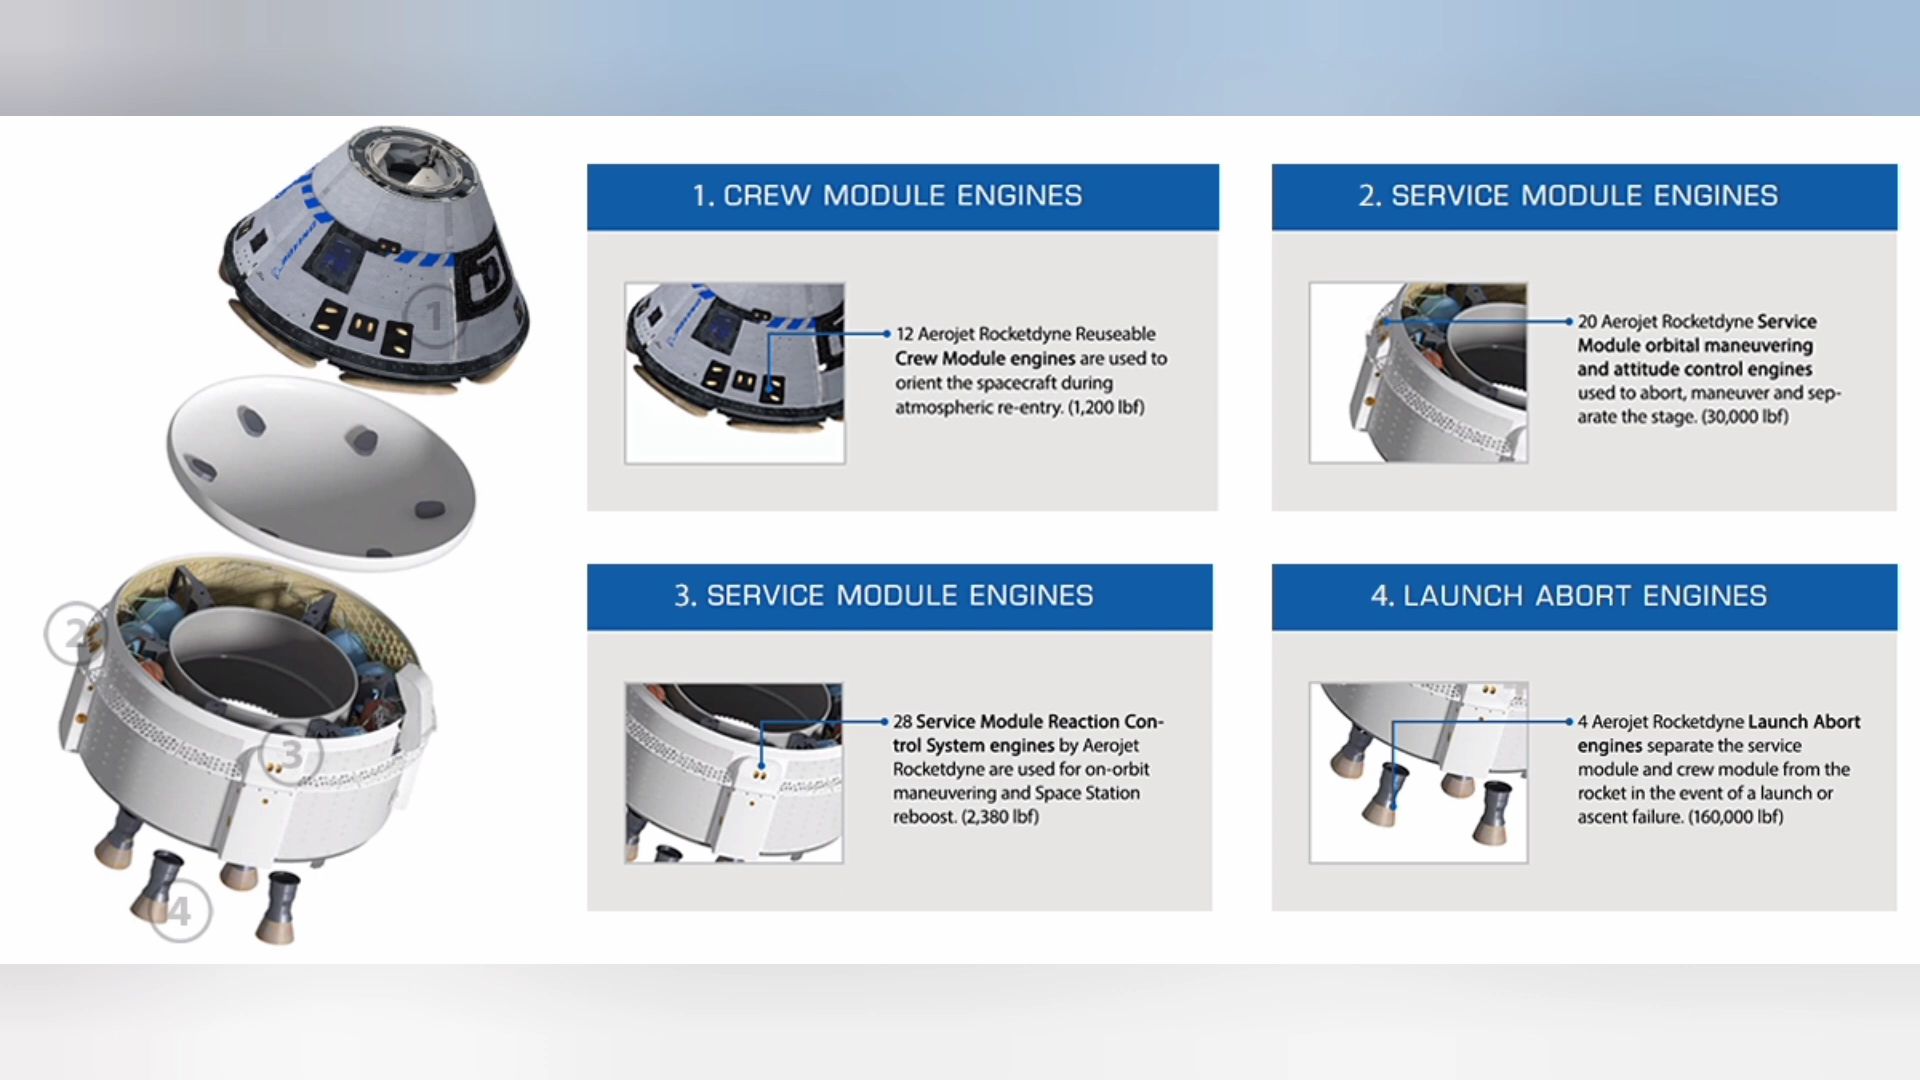 1. CREW MODULE ENGINES
12 Aerojet Rocketdyne Reuseable
Crew Module engines are used to
orient the spacecraft during
atmospheric re-entry. (1,200 lbf)
2. SERVICE MODULE ENGINES
20 Aerojet Rocketdyne Service
Module orbital maneuvering
and attitude control engines
used to abort, maneuver and sep-
arate the stage. (30,000 lbf)
3. SERVICE MODULE ENGINES
28 Service Module Reaction Con-
trol System engines by Aerojet
Rocketdyne are used for on-orbit
maneuvering and Space Station
reboost. (2,380 lbf)
4. LAUNCH ABORT ENGINES
4 Aerojet Rocketdyne Launch Abort
engines separate the service
module and crew module from the
rocket in the event of a launch or
ascent failure. (160,000 lbf)
BOEING
1
2
3
4